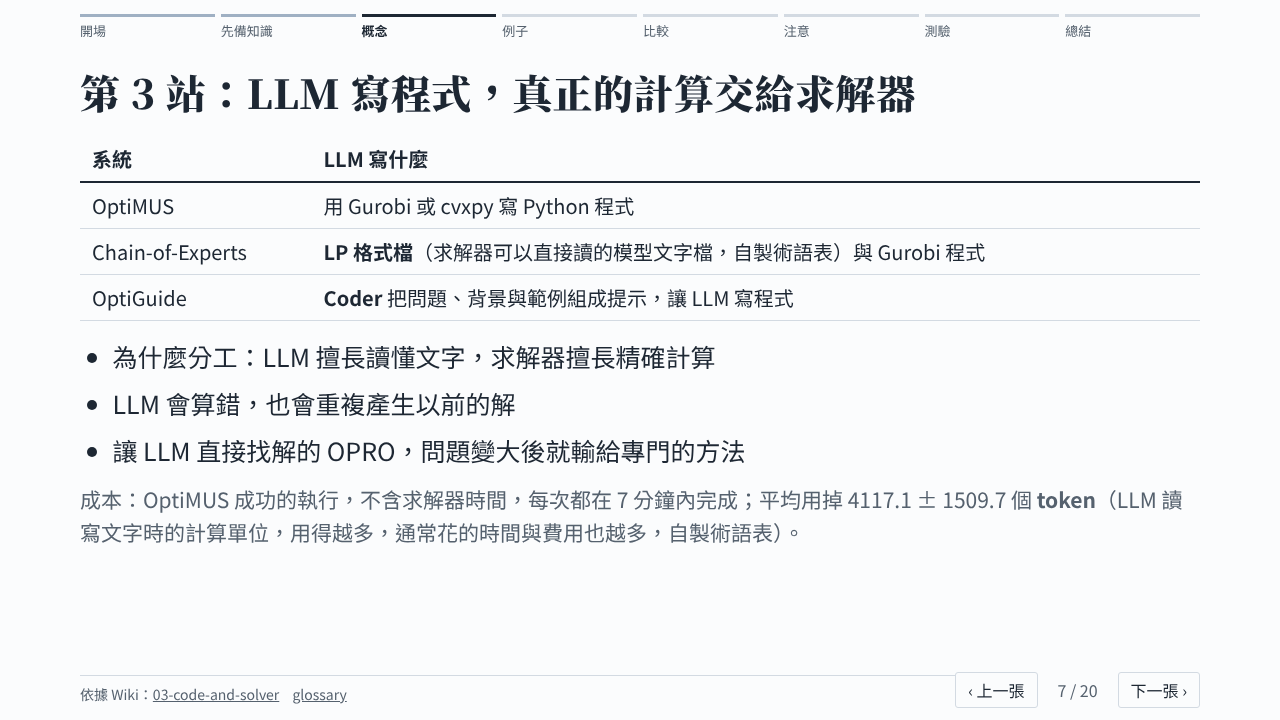 開場 先備知識 概念 例子 比較 注意 測驗 總結
第 3 站：LLM 寫程式，真正的計算交給求解器
系統 LLM 寫什麼
OptiMUS 用 Gurobi 或 cvxpy 寫 Python 程式
Chain-of-Experts LP 格式檔（求解器可以直接讀的模型文字檔，自製術語表）與 Gurobi 程式
OptiGuide Coder 把問題、背景與範例組成提示，讓 LLM 寫程式
• 為什麼分工：LLM 擅長讀懂文字，求解器擅長精確計算
• LLM 會算錯，也會重複產生以前的解
• 讓 LLM 直接找解的 OPRO，問題變大後就輸給專門的方法
成本：OptiMUS 成功的執行，不含求解器時間，每次都在 7 分鐘內完成；平均用掉 4117.1 ± 1509.7 個 token（LLM 讀
寫文字時的計算單位，用得越多，通常花的時間與費用也越多，自製術語表）。
依據 Wiki：03-code-and-solver glossary
‹ 上一張 7 / 20 下一張 ›